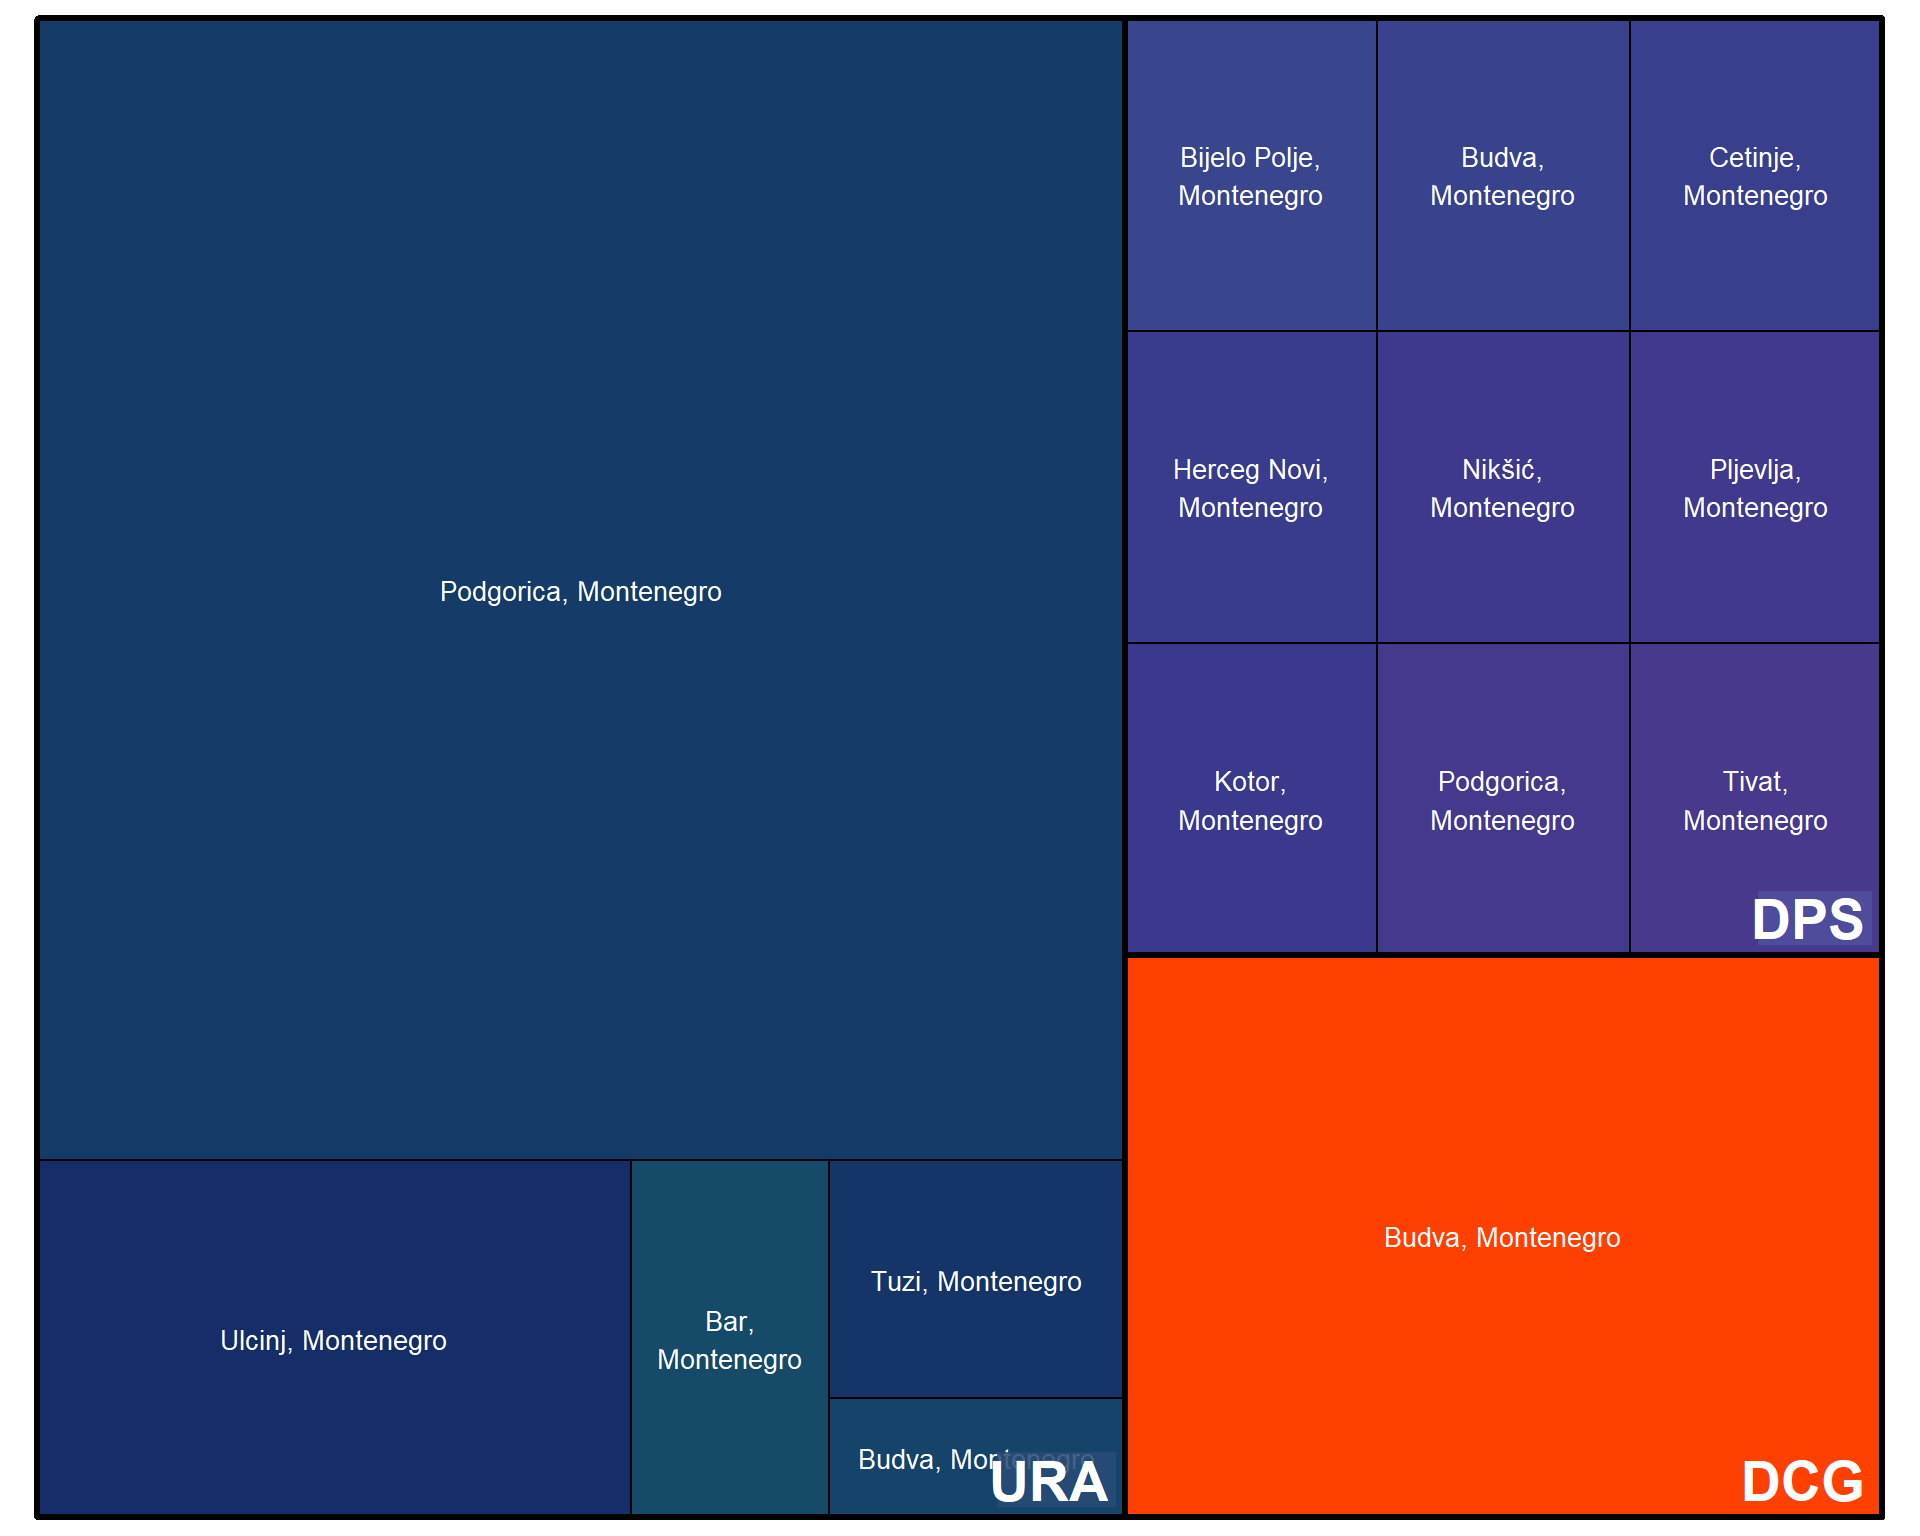 Podgorica, Montenegro
Ulcinj, Montenegro
Bar,
Montenegro
Tuzi, Montenegro
Budva, Montenegro
URA
Bijelo Polje,
Montenegro
Budva,
Montenegro
Cetinje,
Montenegro
Herceg Novi,
Montenegro
Nikšić,
Montenegro
Pljevlja,
Montenegro
Kotor,
Montenegro
Podgorica,
Montenegro
Tivat,
Montenegro
DPS
Budva, Montenegro
DCG